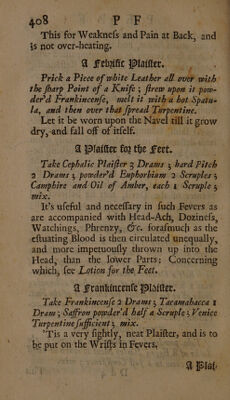 408 P F
This for Weakneſs and Pain at Back, and
is not over-heating.
A Febrific Plaiſter.
Prick a Piece of white Leather all over with
the ſharp Point of a Knife; ſtrew upon it pow-
der'd Frankincenſe, melt it with a hot Spatu-
la, and then over that ſpread Turpentine.
Let it be worn upon the Navel till it grow
dry, and fall off of itſelf.
A Plaiſter for the Feet.
Take Cephalic Plaiſter 3 Drams; hard Pitch
2 Drams; powder'd Euphorbium 2 Scruples;
Camphire and Oil of Amber, each 1 Scruple;
mix.
It's uſeful and neceſſary in ſuch Fevers as
are accompanied with Head-Ach, Dozineſs,
Watchings, Phrenzy, &c. foraſmuch as the
eſtuating Blood is then circulated unequally,
and more impetuouſly thrown up into the
Head, than the lower Parts: Concerning
which, ſee Lotion for the Feet.
A Frankincenſe Plaiſter.
Take Frankincenſe 2 Drams; Tacamahacca 1
Dram; Saffron powder'd half a Scruple; Venice
Turpentine ſufficient; mix.
'Tis a very ſightly, neat Plaiſter, and is to
be put on the Wriſts in Fevers.
A Plai-